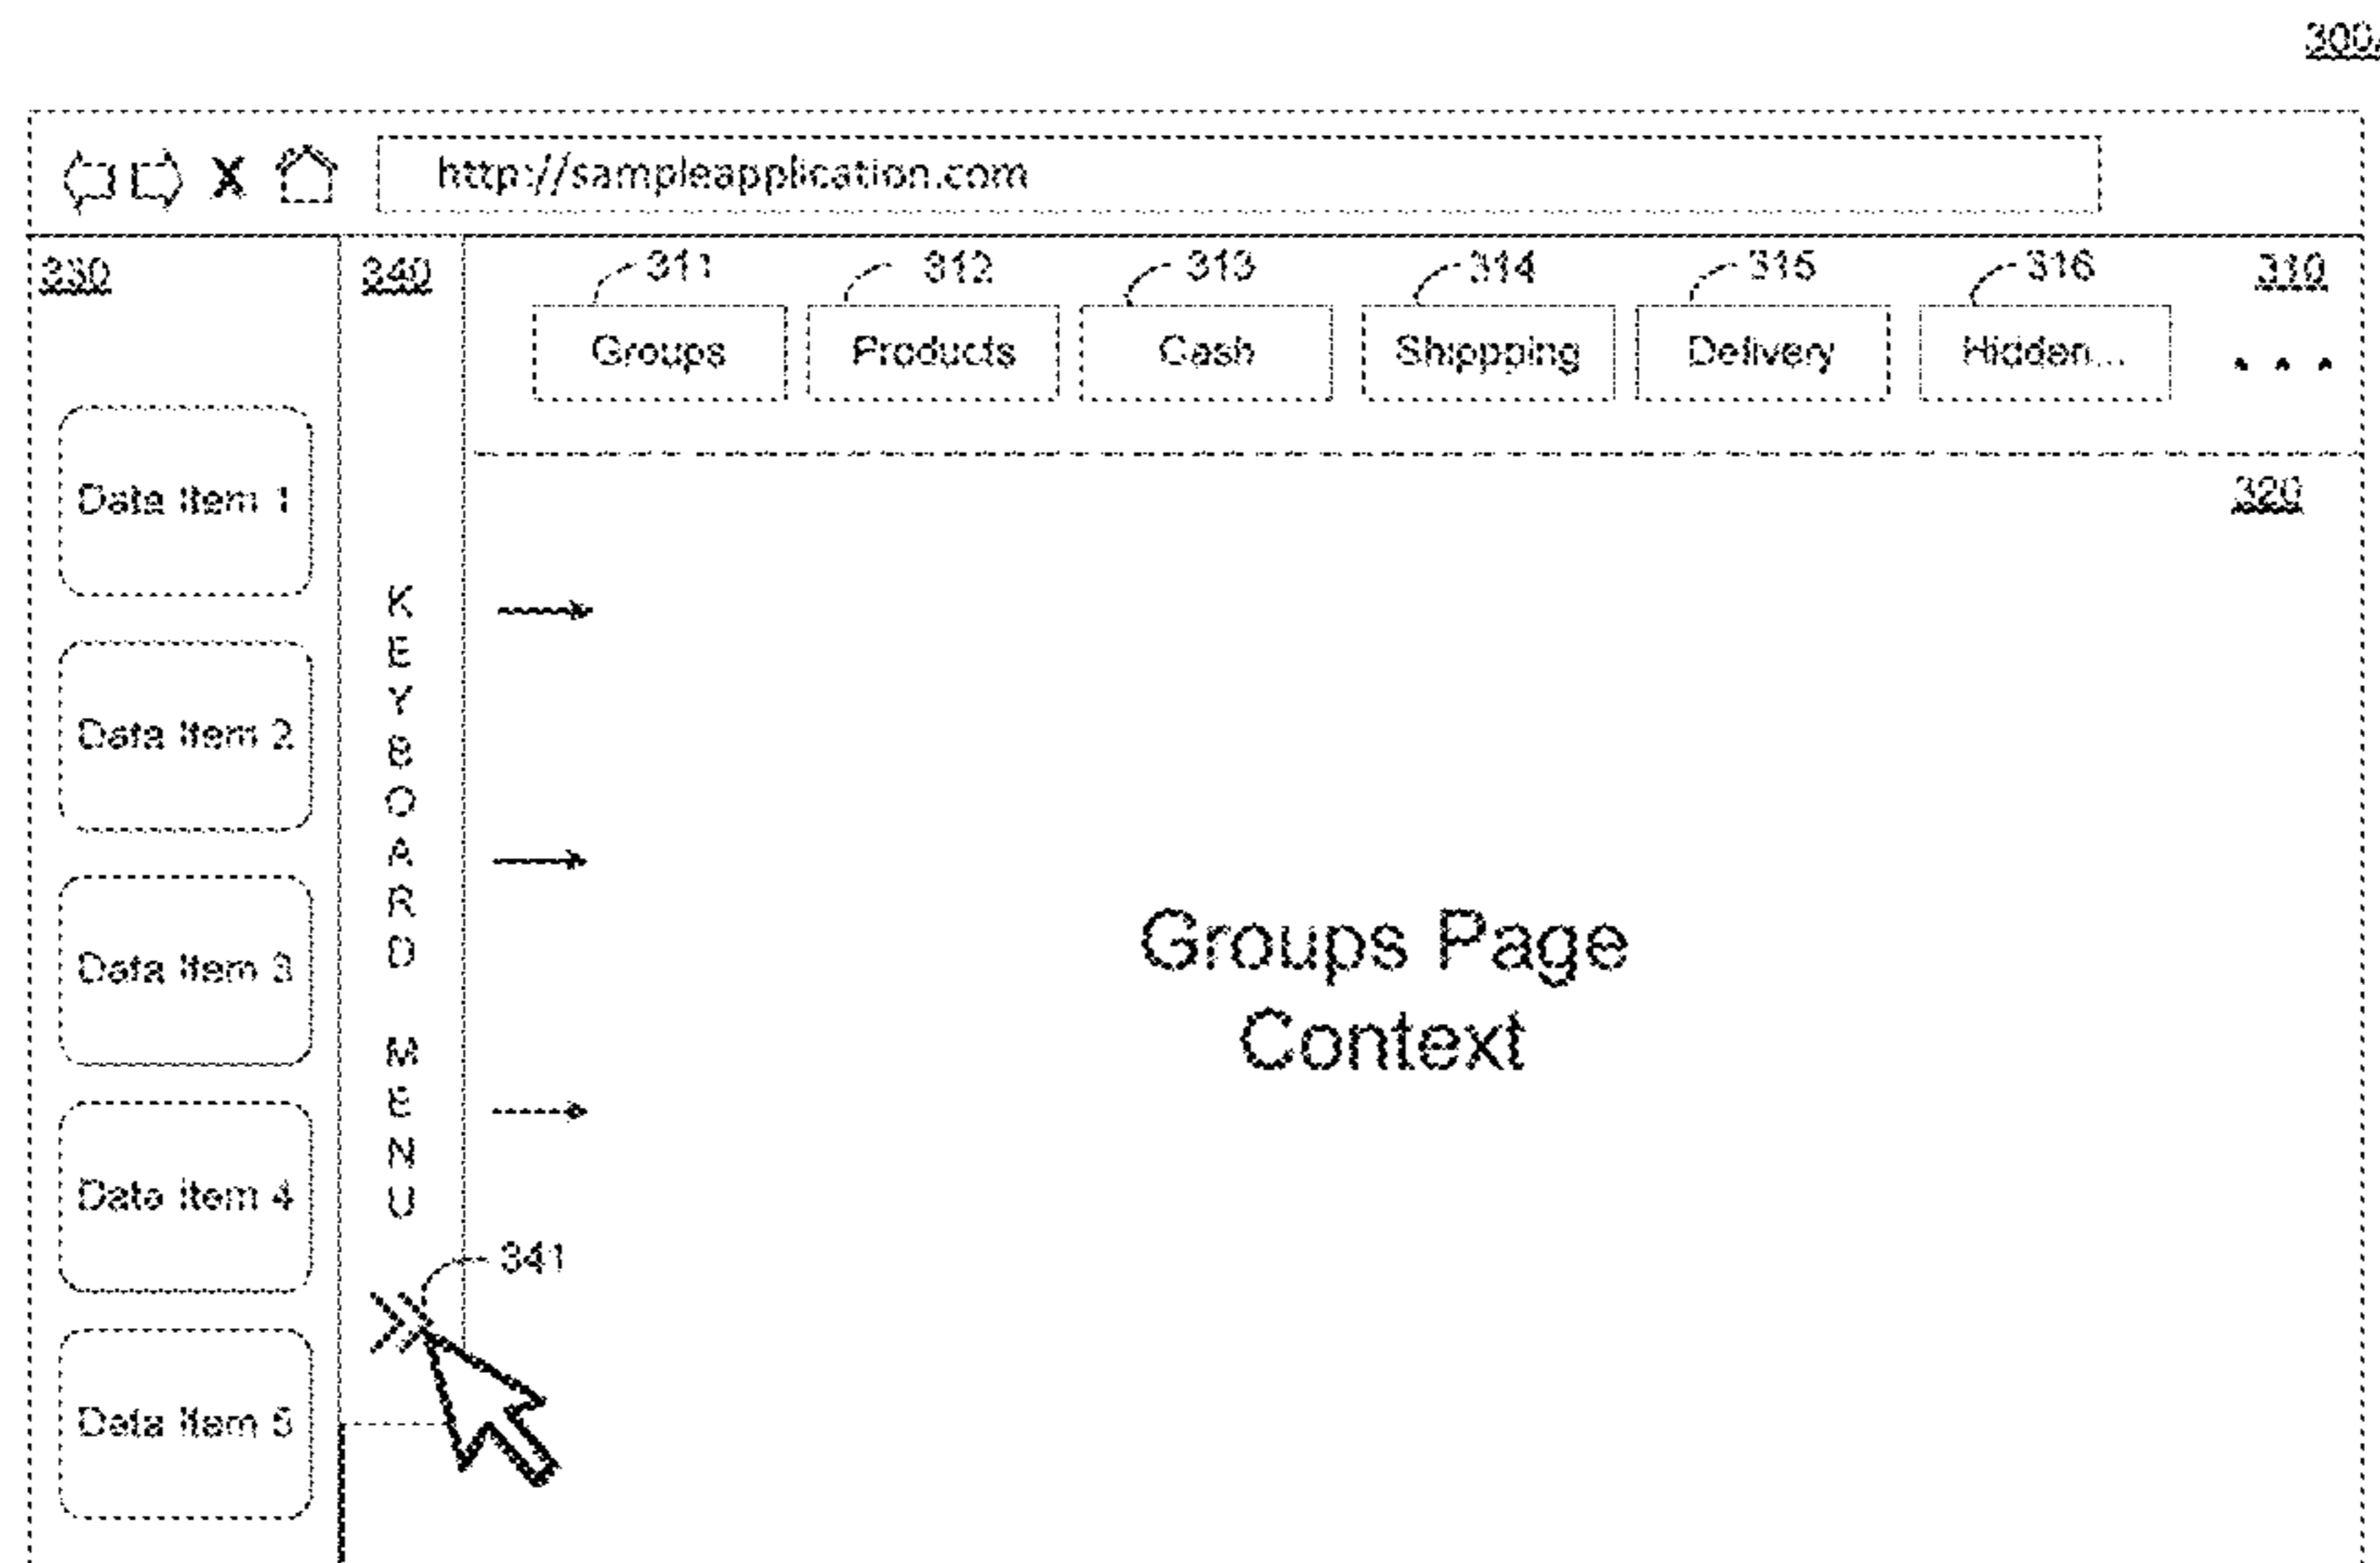 300A
X http://sampleapplication.com
330 340 311 312 313 314 315 316 310
Groups Products Cash Shippping Delivery Hidden... . . .
320
Data Item 1
Data Item 2
Data Item 3
Data Item 4
Data Item 5
K
E
Y
B
O
A
R
D
M
E
N
U
341
Groups Page
Context